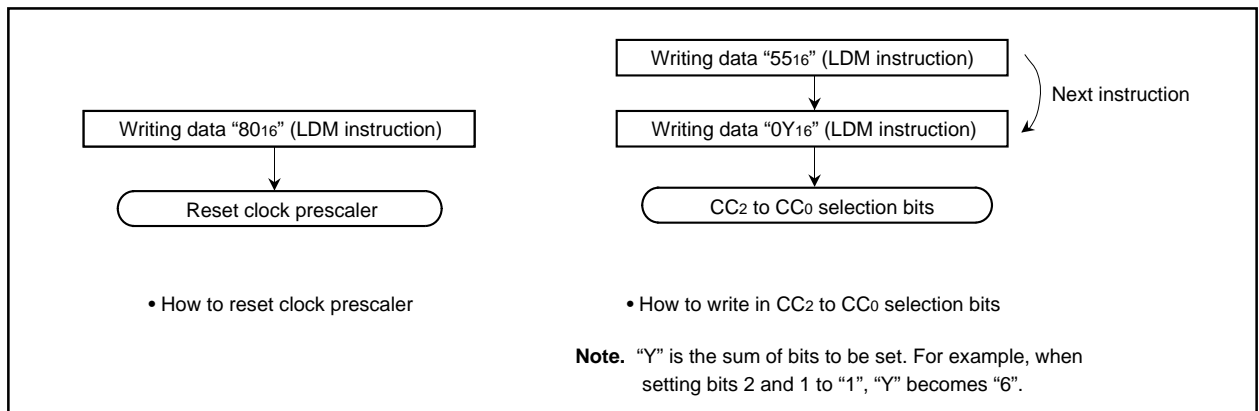 Writing data “80₁₆” (LDM instruction)
Reset clock prescaler
• How to reset clock prescaler
Writing data “55₁₆” (LDM instruction)
Next instruction
Writing data “0Y₁₆” (LDM instruction)
CC₂ to CC₀ selection bits
• How to write in CC₂ to CC₀ selection bits
Note. “Y” is the sum of bits to be set. For example, when
setting bits 2 and 1 to “1”, “Y” becomes “6”.